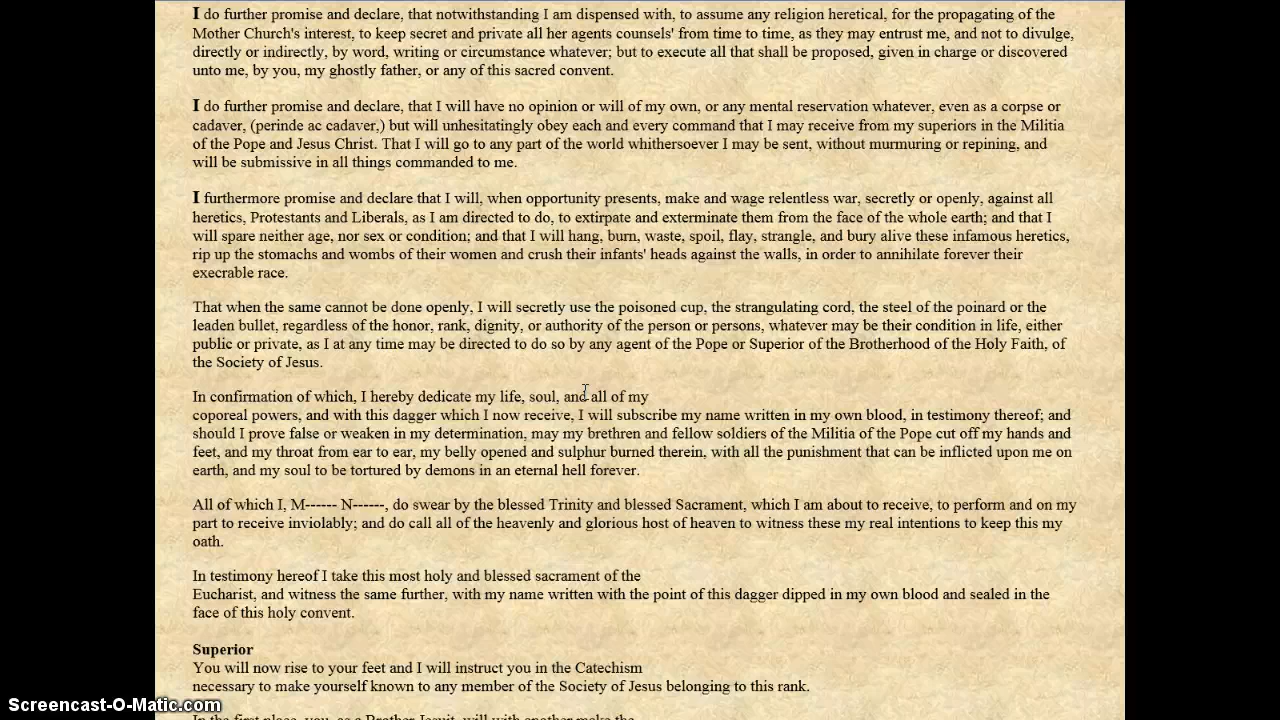 I do further promise and declare, that notwithstanding I am dispensed with, to assume any religion heretical, for the propagating of the
Mother Church's interest, to keep secret and private all her agents counsels' from time to time, as they may entrust me, and not to divulge,
directly or indirectly, by word, writing or circumstance whatever; but to execute all that shall be proposed, given in charge or discovered
unto me, by you, my ghostly father, or any of this sacred convent.
I do further promise and declare, that I will have no opinion or will of my own, or any mental reservation whatever, even as a corpse or
cadaver, (perinde ac cadaver,) but will unhesitatingly obey each and every command that I may receive from my superiors in the Militia
of the Pope and Jesus Christ. That I will go to any part of the world whithersoever I may be sent, without murmuring or repining, and
will be submissive in all things commanded to me.
I furthermore promise and declare that I will, when opportunity presents, make and wage relentless war, secretly or openly, against all
heretics, Protestants and Liberals, as I am directed to do, to extirpate and exterminate them from the face of the whole earth; and that I
will spare neither age, nor sex or condition; and that I will hang, burn, waste, spoil, flay, strangle, and bury alive these infamous heretics,
rip up the stomachs and wombs of their women and crush their infants' heads against the walls, in order to annihilate forever their
execrable race.
That when the same cannot be done openly, I will secretly use the poisoned cup, the strangulating cord, the steel of the poinard or the
leaden bullet, regardless of the honor, rank, dignity, or authority of the person or persons, whatever may be their condition in life, either
public or private, as I at any time may be directed to do so by any agent of the Pope or Superior of the Brotherhood of the Holy Faith, of
the Society of Jesus.
In confirmation of which, I hereby dedicate my life, soul, and all of my
coporeal powers, and with this dagger which I now receive, I will subscribe my name written in my own blood, in testimony thereof; and
should I prove false or weaken in my determination, may my brethren and fellow soldiers of the Militia of the Pope cut off my hands and
feet, and my throat from ear to ear, my belly opened and sulphur burned therein, with all the punishment that can be inflicted upon me on
earth, and my soul to be tortured by demons in an eternal hell forever.
All of which I, M------ N------, do swear by the blessed Trinity and blessed Sacrament, which I am about to receive, to perform and on my
part to receive inviolably; and do call all of the heavenly and glorious host of heaven to witness these my real intentions to keep this my
oath.
In testimony hereof I take this most holy and blessed sacrament of the
Eucharist, and witness the same further, with my name written with the point of this dagger dipped in my own blood and sealed in the
face of this holy convent.
Superior
You will now rise to your feet and I will instruct you in the Catechism
necessary to make yourself known to any member of the Society of Jesus belonging to this rank.
In the first place, you, as a Brother Jesuit, will with another make the
Screencast-O-Matic.com